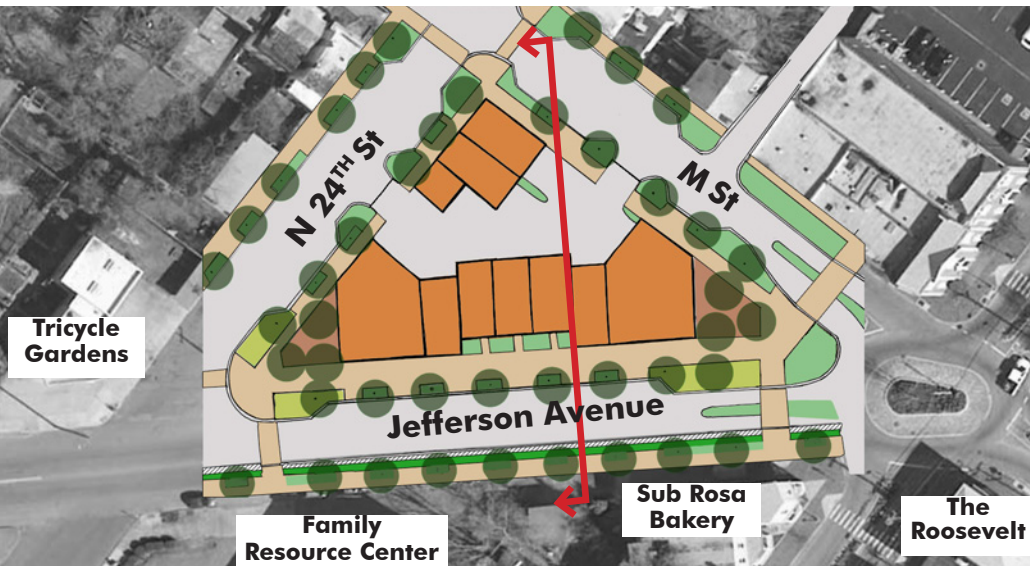 N 24TH St
M St
Tricycle
Gardens
Jefferson Avenue
Family
Resource Center
Sub Rosa
Bakery
The
Roosevelt